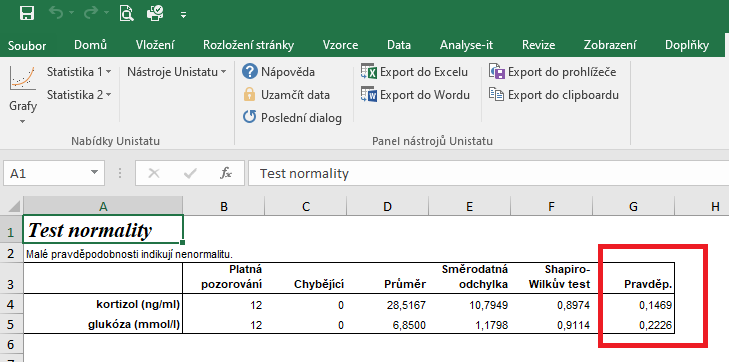 Soubor Domů Vložení Rozložení stránky Vzorce Data Analyse-it Revize Zobrazení Doplňky
Grafy
Statistika 1
Statistika 2
Nástroje Unistatu
Nabídky Unistatu
Nápověda
Uzamčít data
Poslední dialog
Export do Excelu
Export do Wordu
Export do prohlížeče
Export do clipboardu
Panel nástrojů Unistatu
A1 fx Test normality
A B C D E F G H
1 Test normality
2 Malé pravděpodobnosti indikují nenormalitu.
Platná Směrodatná Shapiro-
3 pozorování Chybějící Průměr odchylka Wilkův test Pravděp.
4 kortizol (ng/ml) 12 0 28,5167 10,7949 0,8974 0,1469
5 glukóza (mmol/l) 12 0 6,8500 1,1798 0,9114 0,2226
6